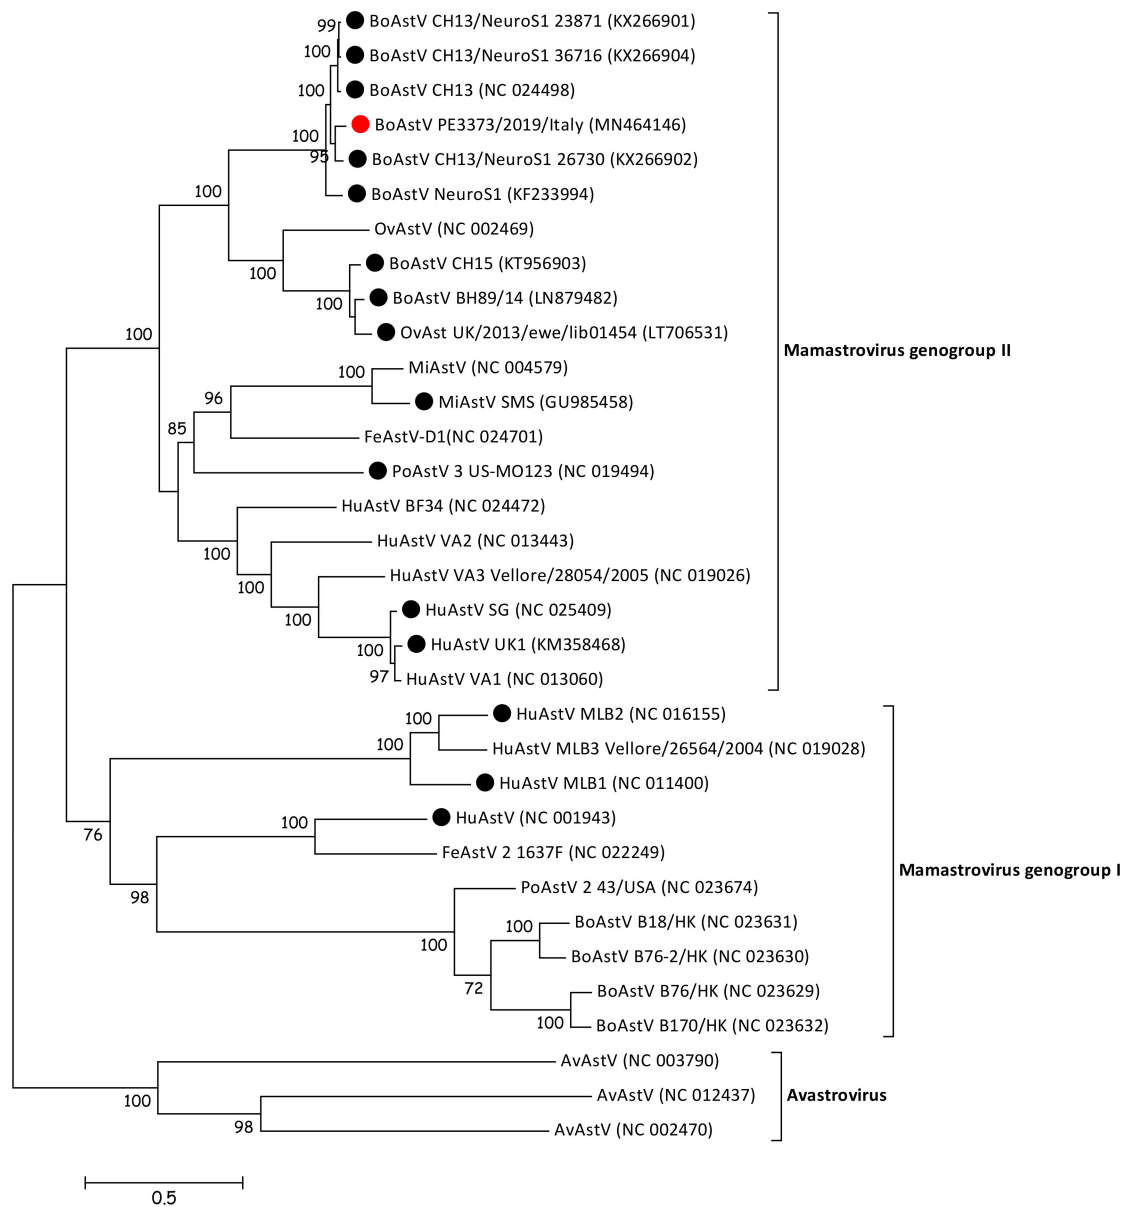 99
BoAstV CH13/NeuroS1 23871 (KX266901)
100
BoAstV CH13/NeuroS1 36716 (KX266904)
100
BoAstV CH13 (NC 024498)
BoAstV PE3373/2019/Italy (MN464146)
100
95
BoAstV CH13/NeuroS1 26730 (KX266902)
100
BoAstV NeuroS1 (KF233994)
OvAstV (NC 002469)
100
BoAstV CH15 (KT956903)
100
BoAstV BH89/14 (LN879482)
100
OvAst UK/2013/ewe/lib01454 (LT706531)
Mamastrovirus genogroup II
100
MiAstV (NC 004579)
96
MiAstV SMS (GU985458)
85
FeAstV-D1(NC 024701)
PoAstV 3 US-MO123 (NC 019494)
HuAstV BF34 (NC 024472)
100
HuAstV VA2 (NC 013443)
100
HuAstV VA3 Vellore/28054/2005 (NC 019026)
100
HuAstV SG (NC 025409)
100
HuAstV UK1 (KM358468)
97
HuAstV VA1 (NC 013060)
100
HuAstV MLB2 (NC 016155)
100
HuAstV MLB3 Vellore/26564/2004 (NC 019028)
HuAstV MLB1 (NC 011400)
76
100
HuAstV (NC 001943)
FeAstV 2 1637F (NC 022249)
Mamastrovirus genogroup I
98
PoAstV 2 43/USA (NC 023674)
100
100
BoAstV B18/HK (NC 023631)
BoAstV B76-2/HK (NC 023630)
72
BoAstV B76/HK (NC 023629)
100
BoAstV B170/HK (NC 023632)
AvAstV (NC 003790)
100
AvAstV (NC 012437)
Avastrovirus
98
AvAstV (NC 002470)
0.5